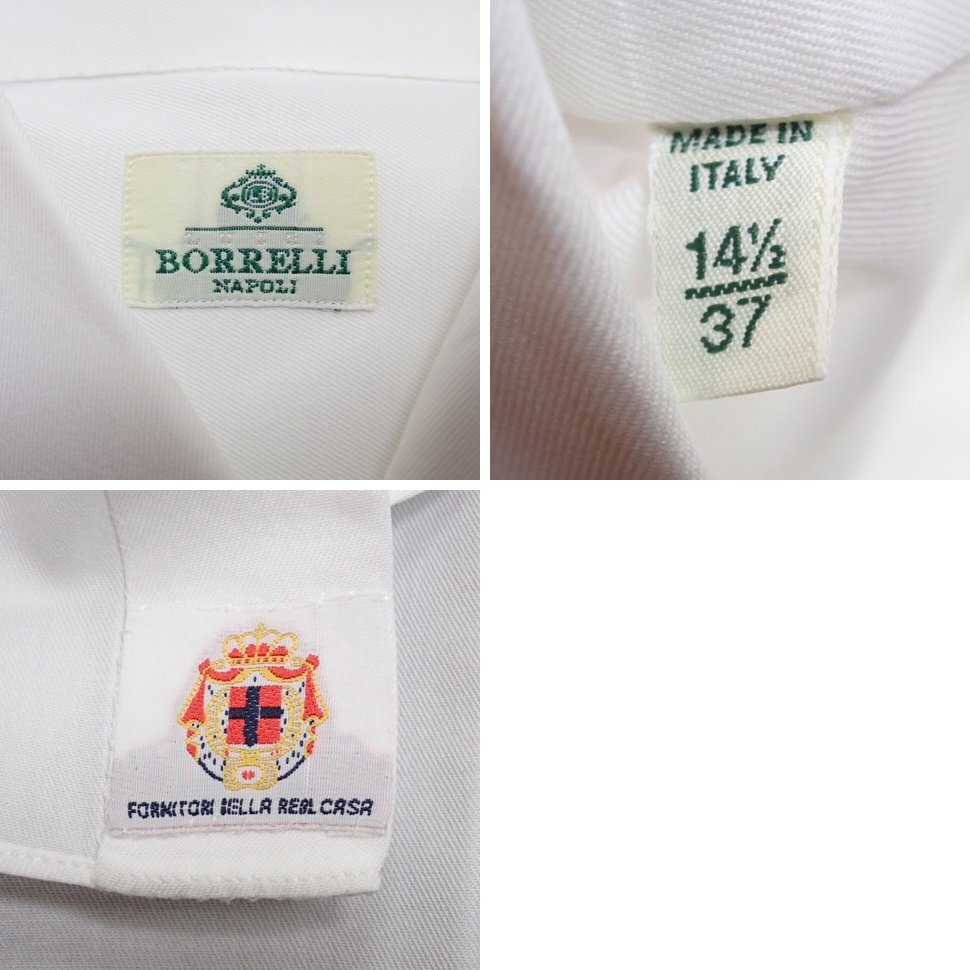 BORRELLI
NAPOLI
MADE IN
ITALY
14½
37
FORNITORI DELLA REAL CASA